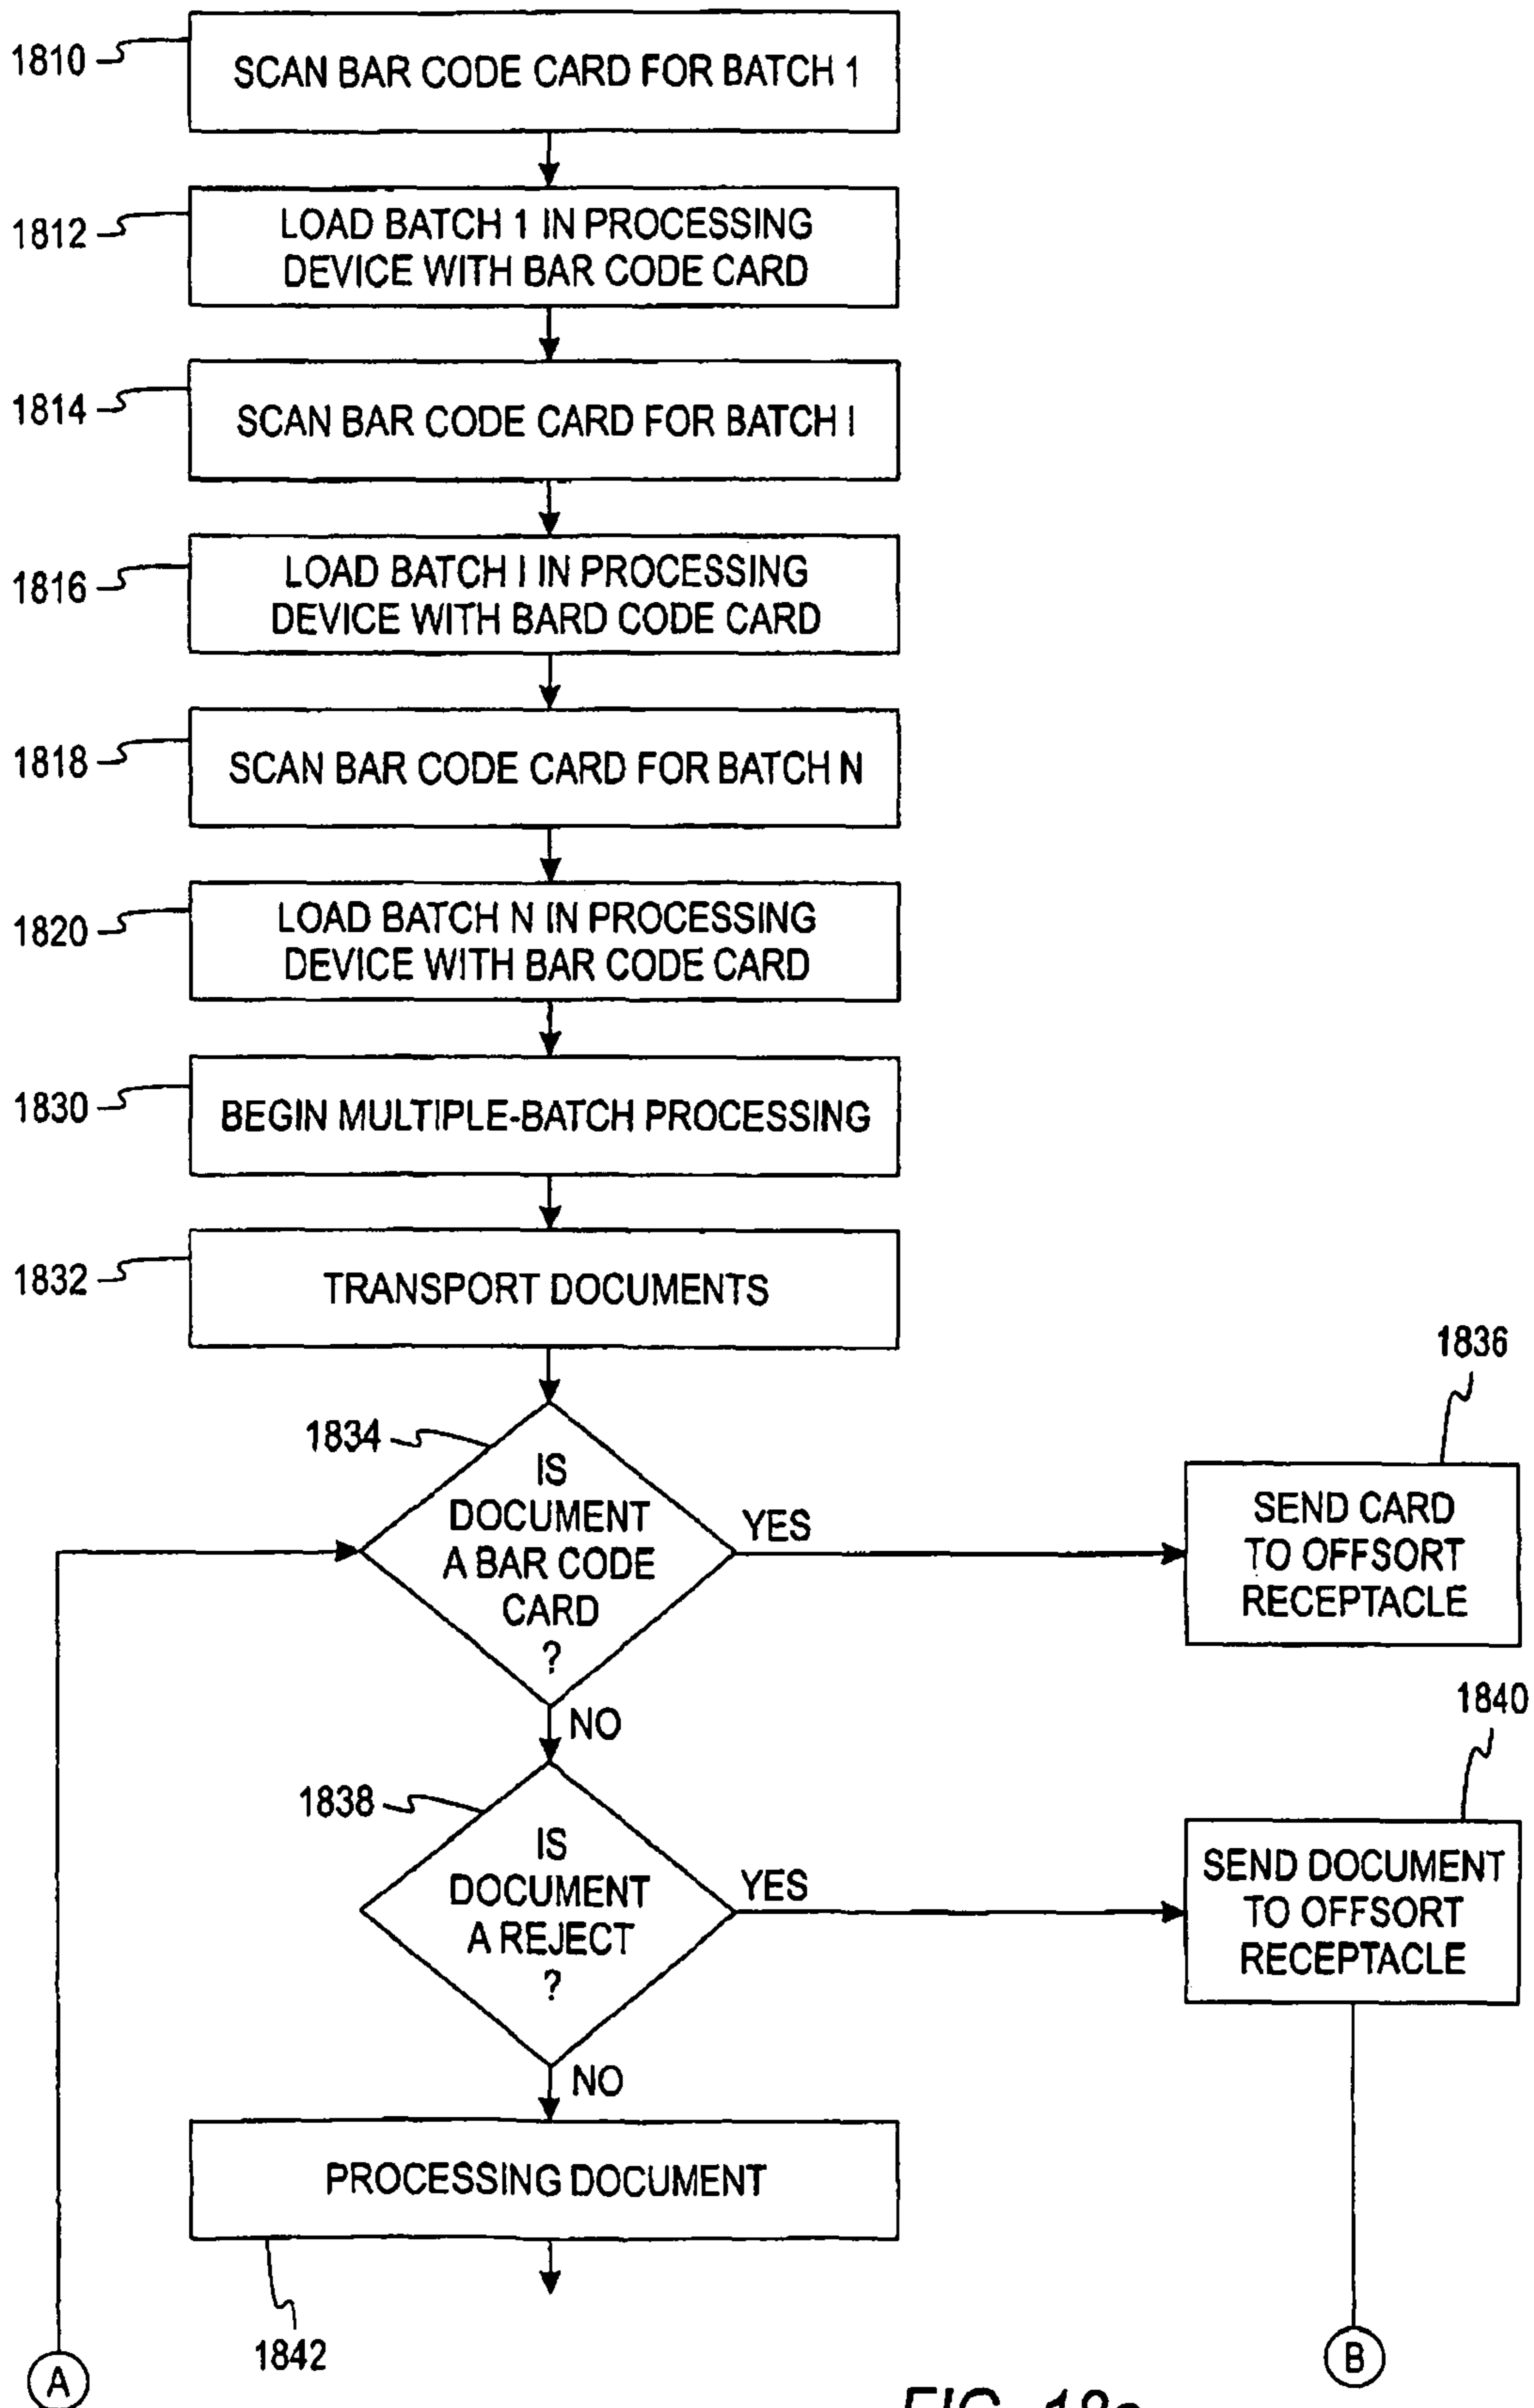 1810
SCAN BAR CODE CARD FOR BATCH 1
1812
LOAD BATCH 1 IN PROCESSING
DEVICE WITH BAR CODE CARD
1814
SCAN BAR CODE CARD FOR BATCH I
1816
LOAD BATCH I IN PROCESSING
DEVICE WITH BARD CODE CARD
1818
SCAN BAR CODE CARD FOR BATCH N
1820
LOAD BATCH N IN PROCESSING
DEVICE WITH BAR CODE CARD
1830
BEGIN MULTIPLE-BATCH PROCESSING
1832
TRANSPORT DOCUMENTS
1834
IS
DOCUMENT
A BAR CODE
CARD
?
YES
1836
SEND CARD
TO OFFSORT
RECEPTACLE
NO
1838
IS
DOCUMENT
A REJECT
?
YES
1840
SEND DOCUMENT
TO OFFSORT
RECEPTACLE
NO
PROCESSING DOCUMENT
1842
A
B
FIG. 18a